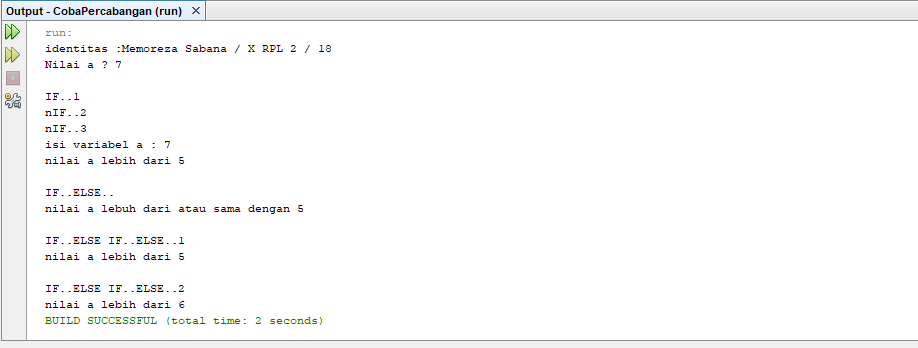 Output - CobaPercabangan (run) ×
run:
identitas :Memoreza Sabana / X RPL 2 / 18
Nilai a ? 7
IF..1
nIF..2
nIF..3
isi variabel a : 7
nilai a lebih dari 5
IF..ELSE..
nilai a lebuh dari atau sama dengan 5
IF..ELSE IF..ELSE..1
nilai a lebih dari 5
IF..ELSE IF..ELSE..2
nilai a lebih dari 6
BUILD SUCCESSFUL (total time: 2 seconds)